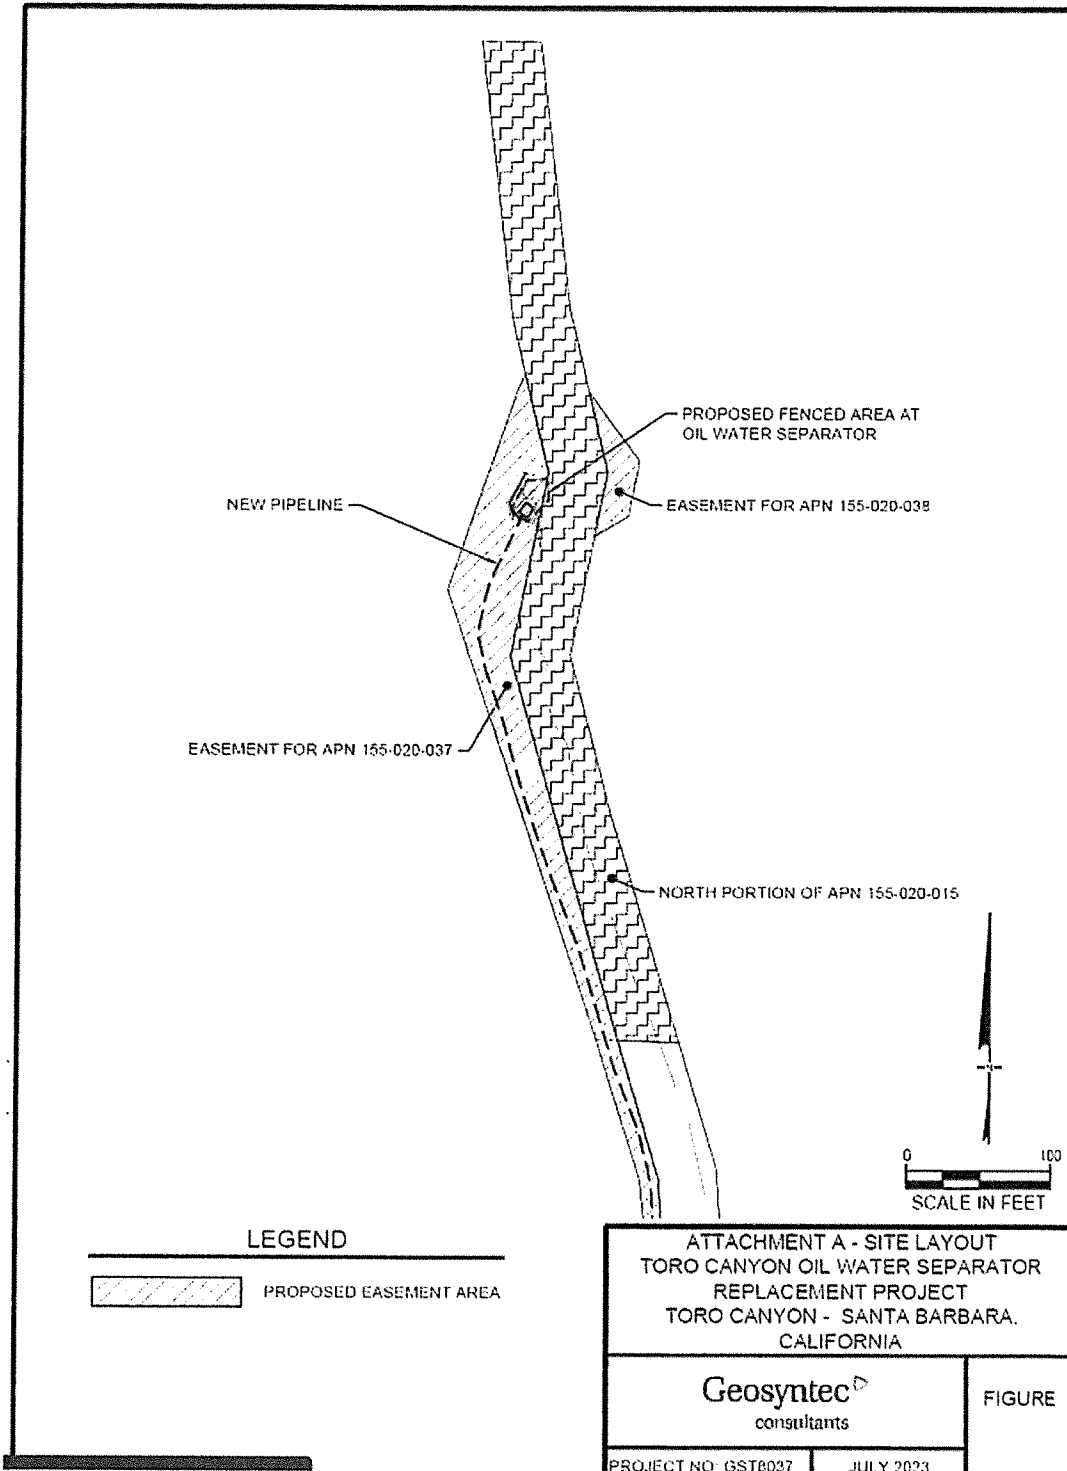 PROPOSED FENCED AREA AT
OIL WATER SEPARATOR
NEW PIPELINE
EASEMENT FOR APN 155-020-038
EASEMENT FOR APN 155-020-037
NORTH PORTION OF APN 155-020-015
N
0 100
SCALE IN FEET
LEGEND
PROPOSED EASEMENT AREA
ATTACHMENT A - SITE LAYOUT
TORO CANYON OIL WATER SEPARATOR
REPLACEMENT PROJECT
TORO CANYON - SANTA BARBARA,
CALIFORNIA
Geosyntec
consultants
FIGURE
PROJECT NO: GST8037
JULY 2023